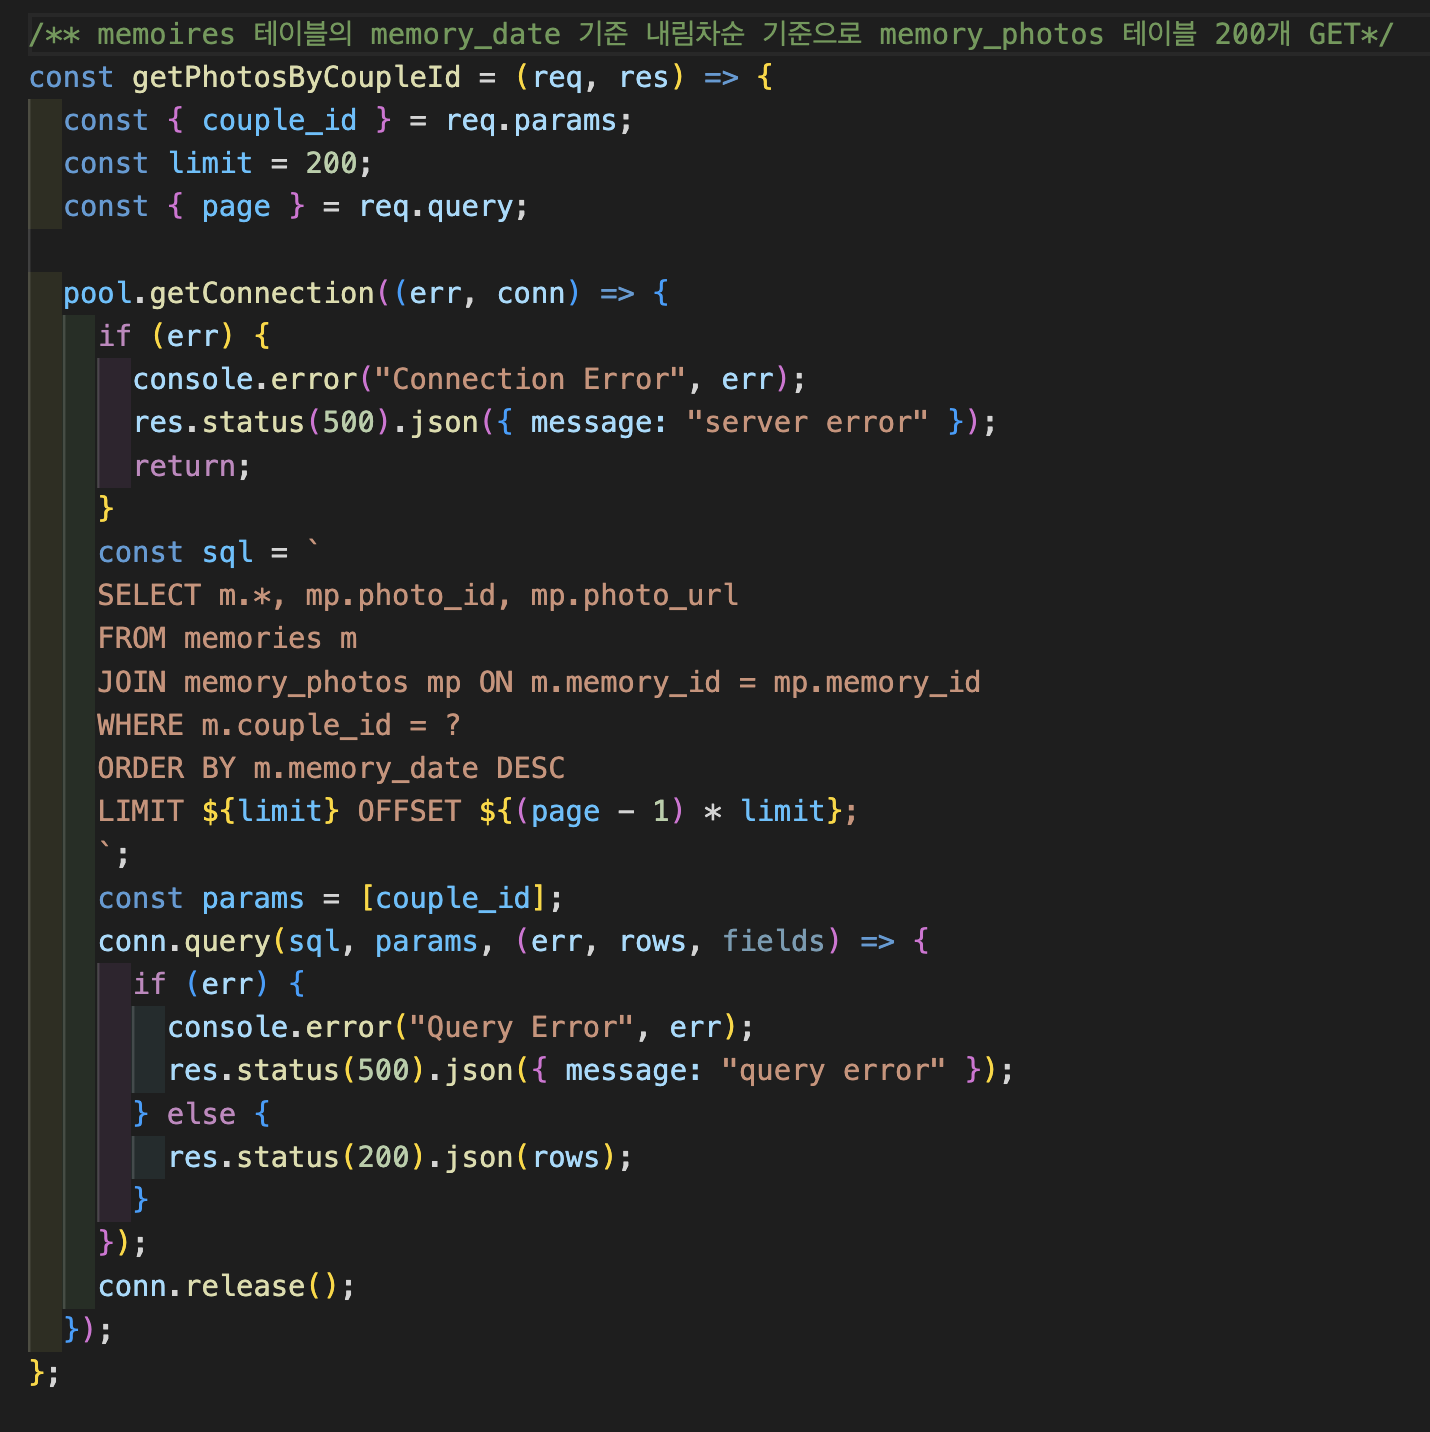 /** memoires 테이블의 memory_date 기준 내림차순 기준으로 memory_photos 테이블 200개 GET*/
const getPhotosByCoupleId = (req, res) => {
  const { couple_id } = req.params;
  const limit = 200;
  const { page } = req.query;

  pool.getConnection((err, conn) => {
    if (err) {
      console.error("Connection Error", err);
      res.status(500).json({ message: "server error" });
      return;
    }
    const sql = `
    SELECT m.*, mp.photo_id, mp.photo_url
    FROM memories m
    JOIN memory_photos mp ON m.memory_id = mp.memory_id
    WHERE m.couple_id = ?
    ORDER BY m.memory_date DESC
    LIMIT ${limit} OFFSET ${(page - 1) * limit};
    `;
    const params = [couple_id];
    conn.query(sql, params, (err, rows, fields) => {
      if (err) {
        console.error("Query Error", err);
        res.status(500).json({ message: "query error" });
      } else {
        res.status(200).json(rows);
      }
    });
    conn.release();
  });
};